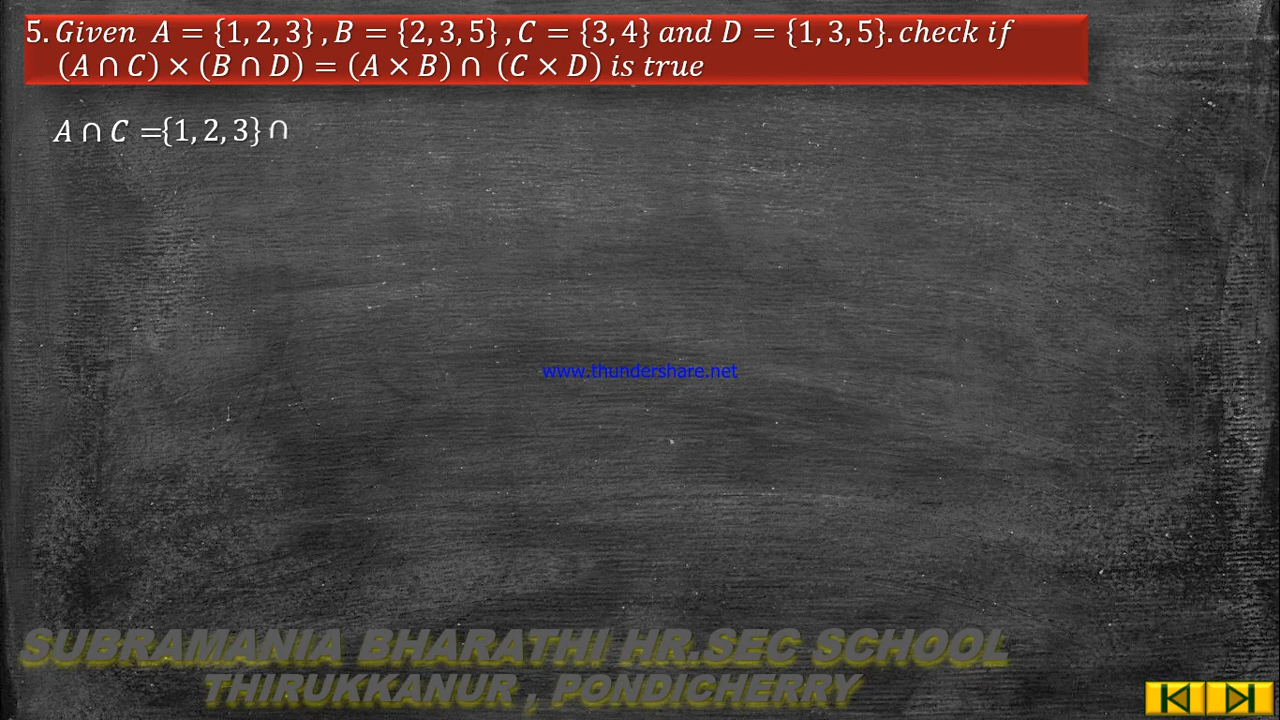 5. Given A = {1, 2, 3} , B = {2, 3, 5} , C = {3, 4} and D = {1, 3, 5}. check if
(A ∩ C) × (B ∩ D) = (A × B) ∩ (C × D) is true
A ∩ C ={1, 2, 3} ∩
www.thundershare.net
SUBRAMANIA BHARATHI HR.SEC SCHOOL
THIRUKKANUR , PONDICHERRY